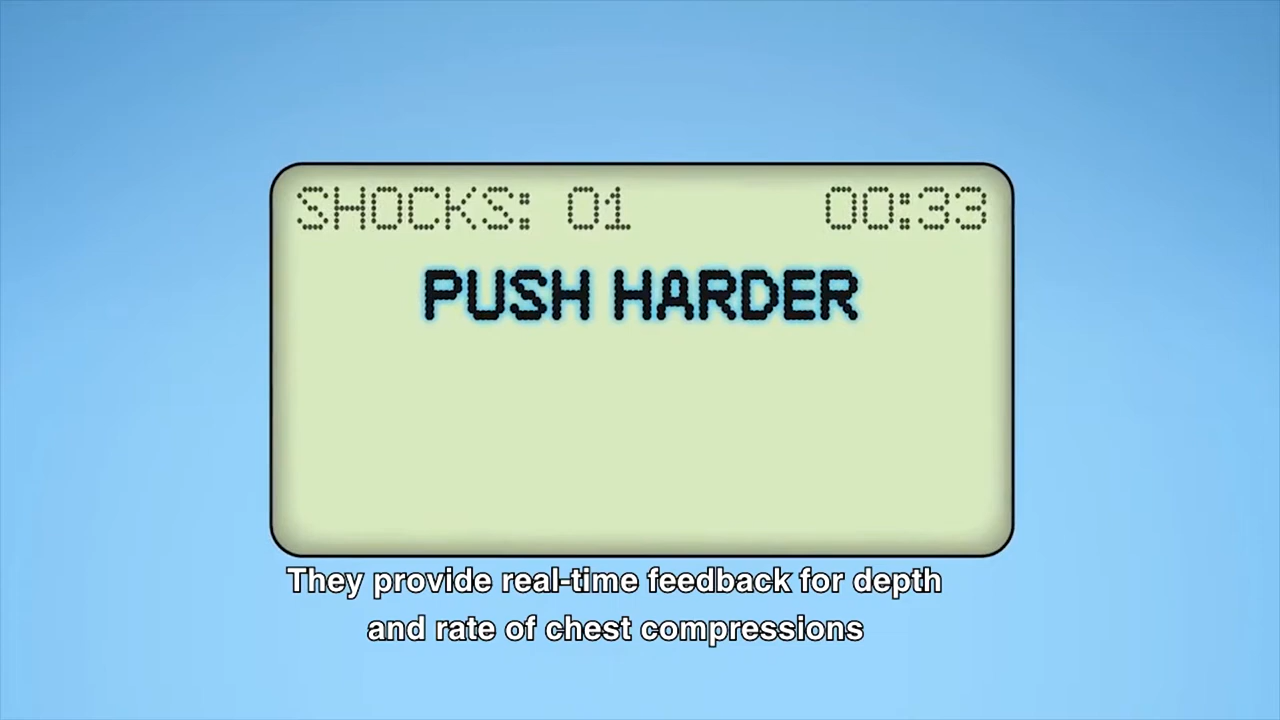 SHOCKS: 01 00:33
PUSH HARDER
They provide real-time feedback for depth
and rate of chest compressions